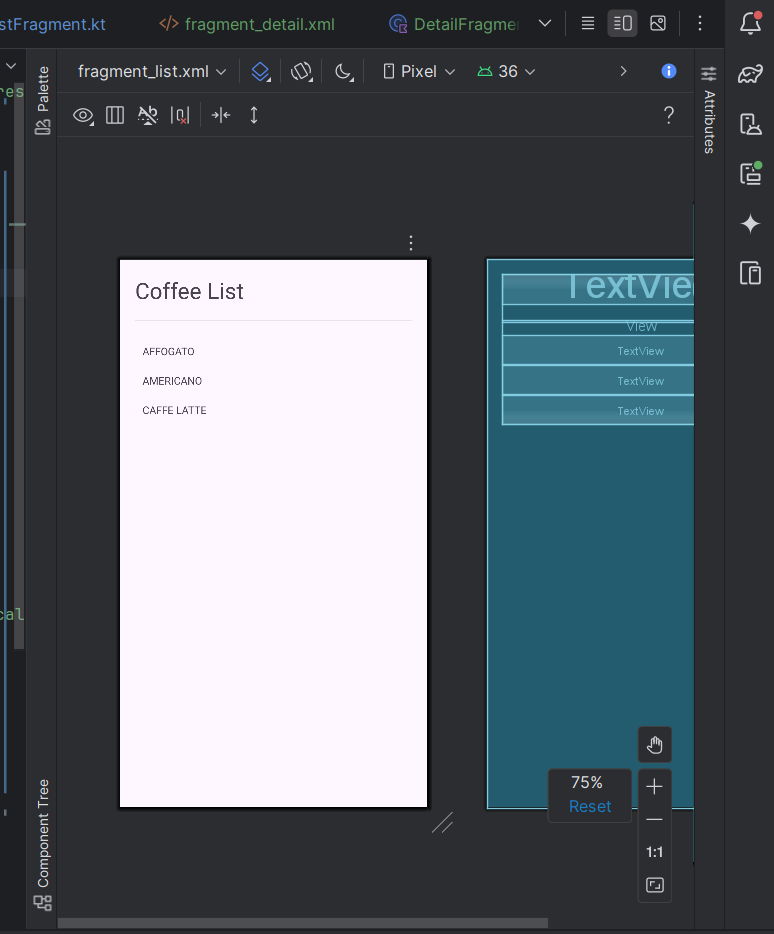 stFragment.kt
fragment_detail.xml
DetailFragme
res
Palette
fragment_list.xml
Pixel
36
Attributes
?
Coffee List
AFFOGATO
AMERICANO
CAFFE LATTE
TextVie
View
TextView
TextView
TextView
cal
75%
Reset
1:1
Component Tree